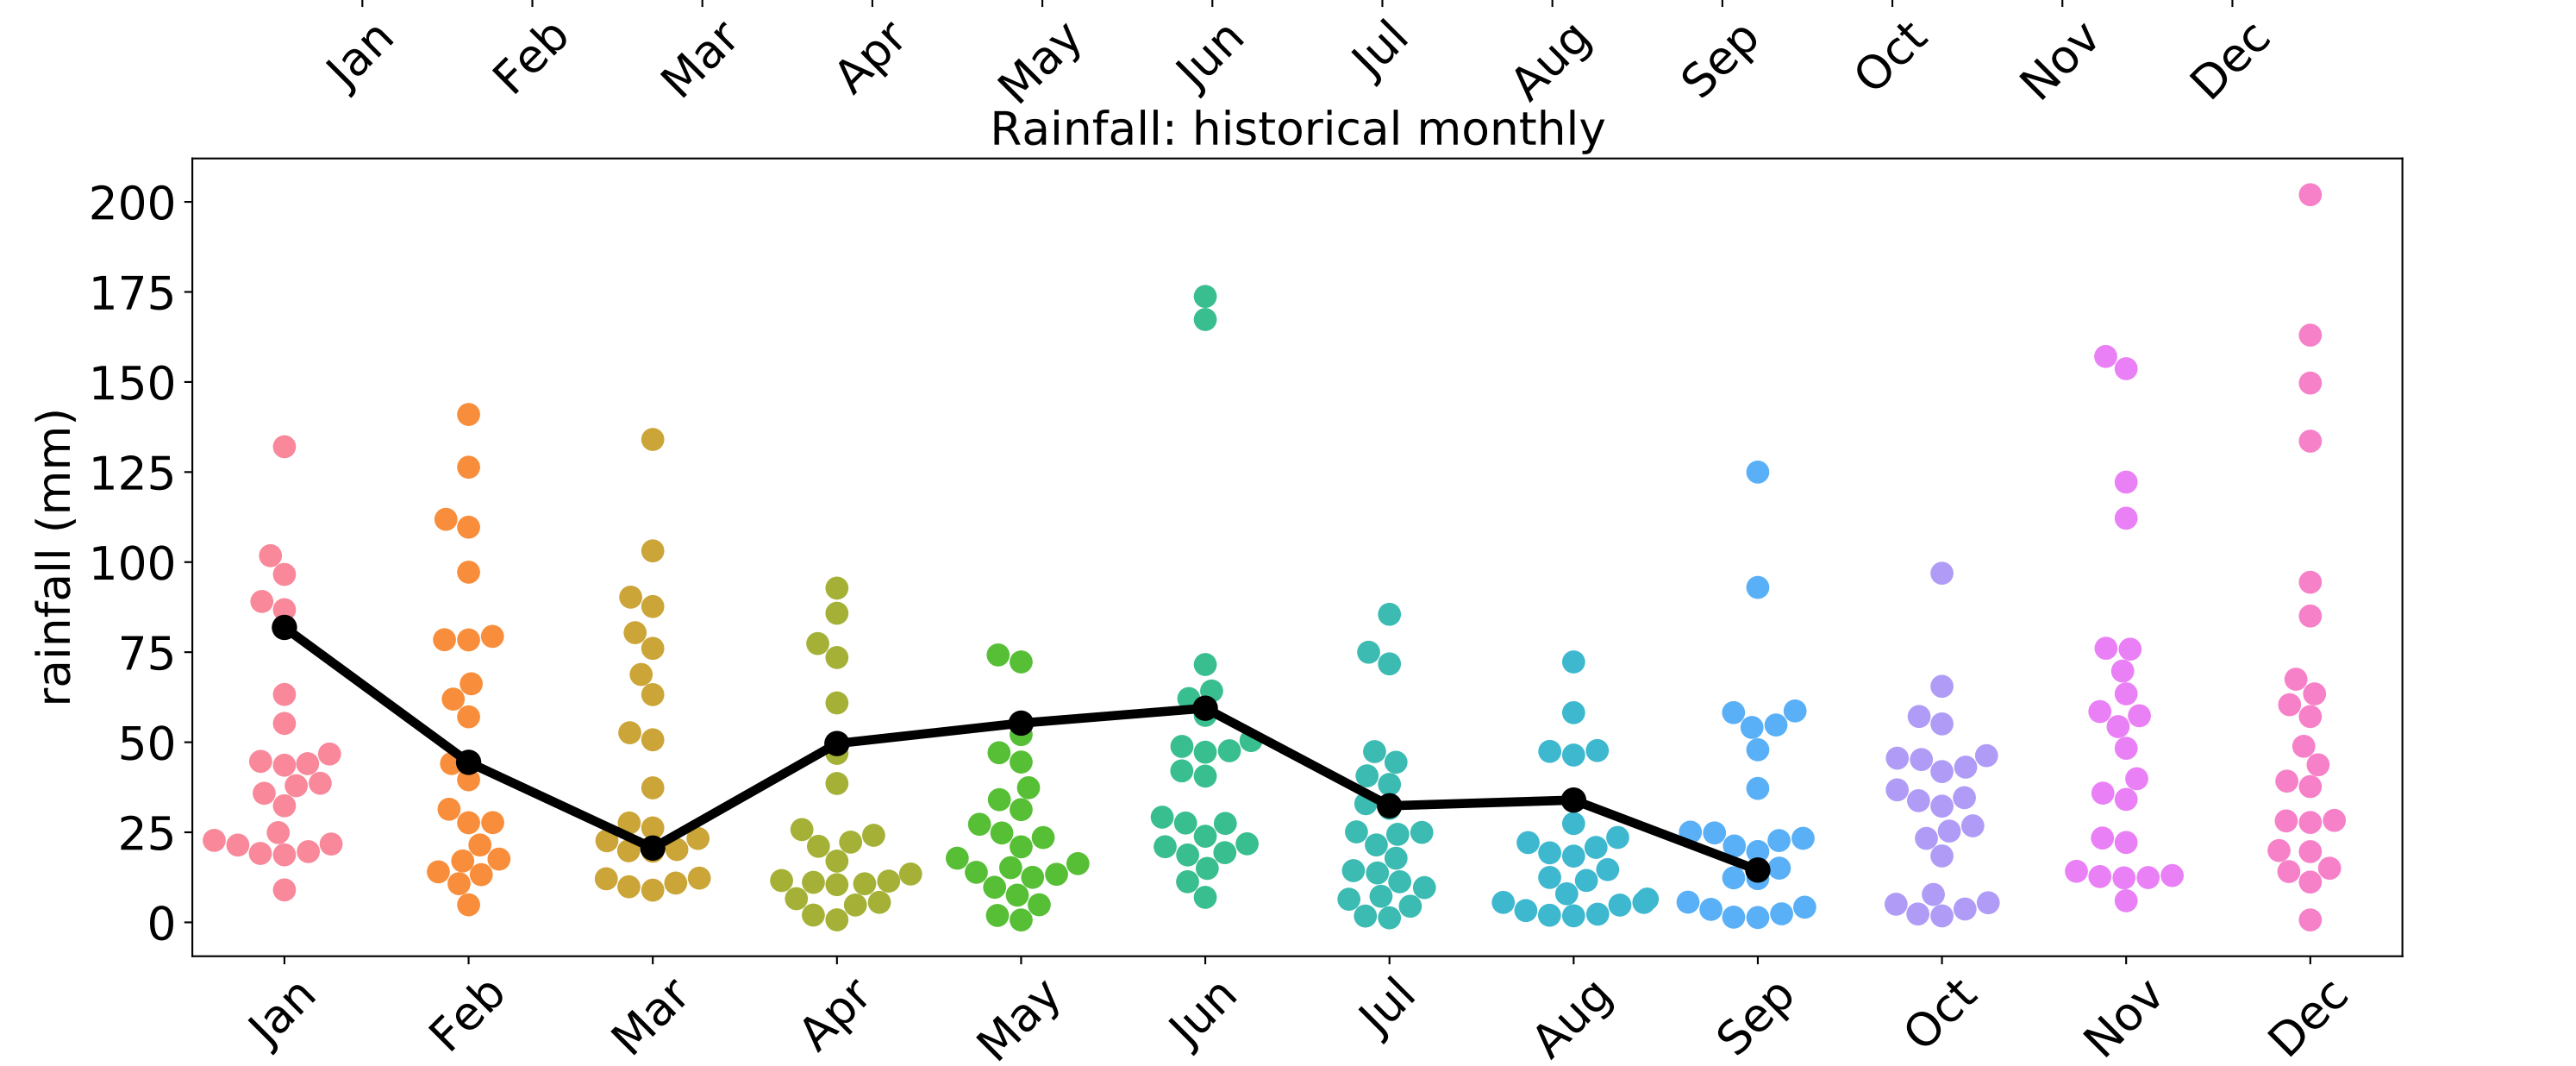 Jan Feb Mar Apr May Jun Jul Aug Sep Oct Nov Dec
Rainfall: historical monthly
rainfall (mm)
200
175
150
125
100
75
50
25
0
Jan Feb Mar Apr May Jun Jul Aug Sep Oct Nov Dec